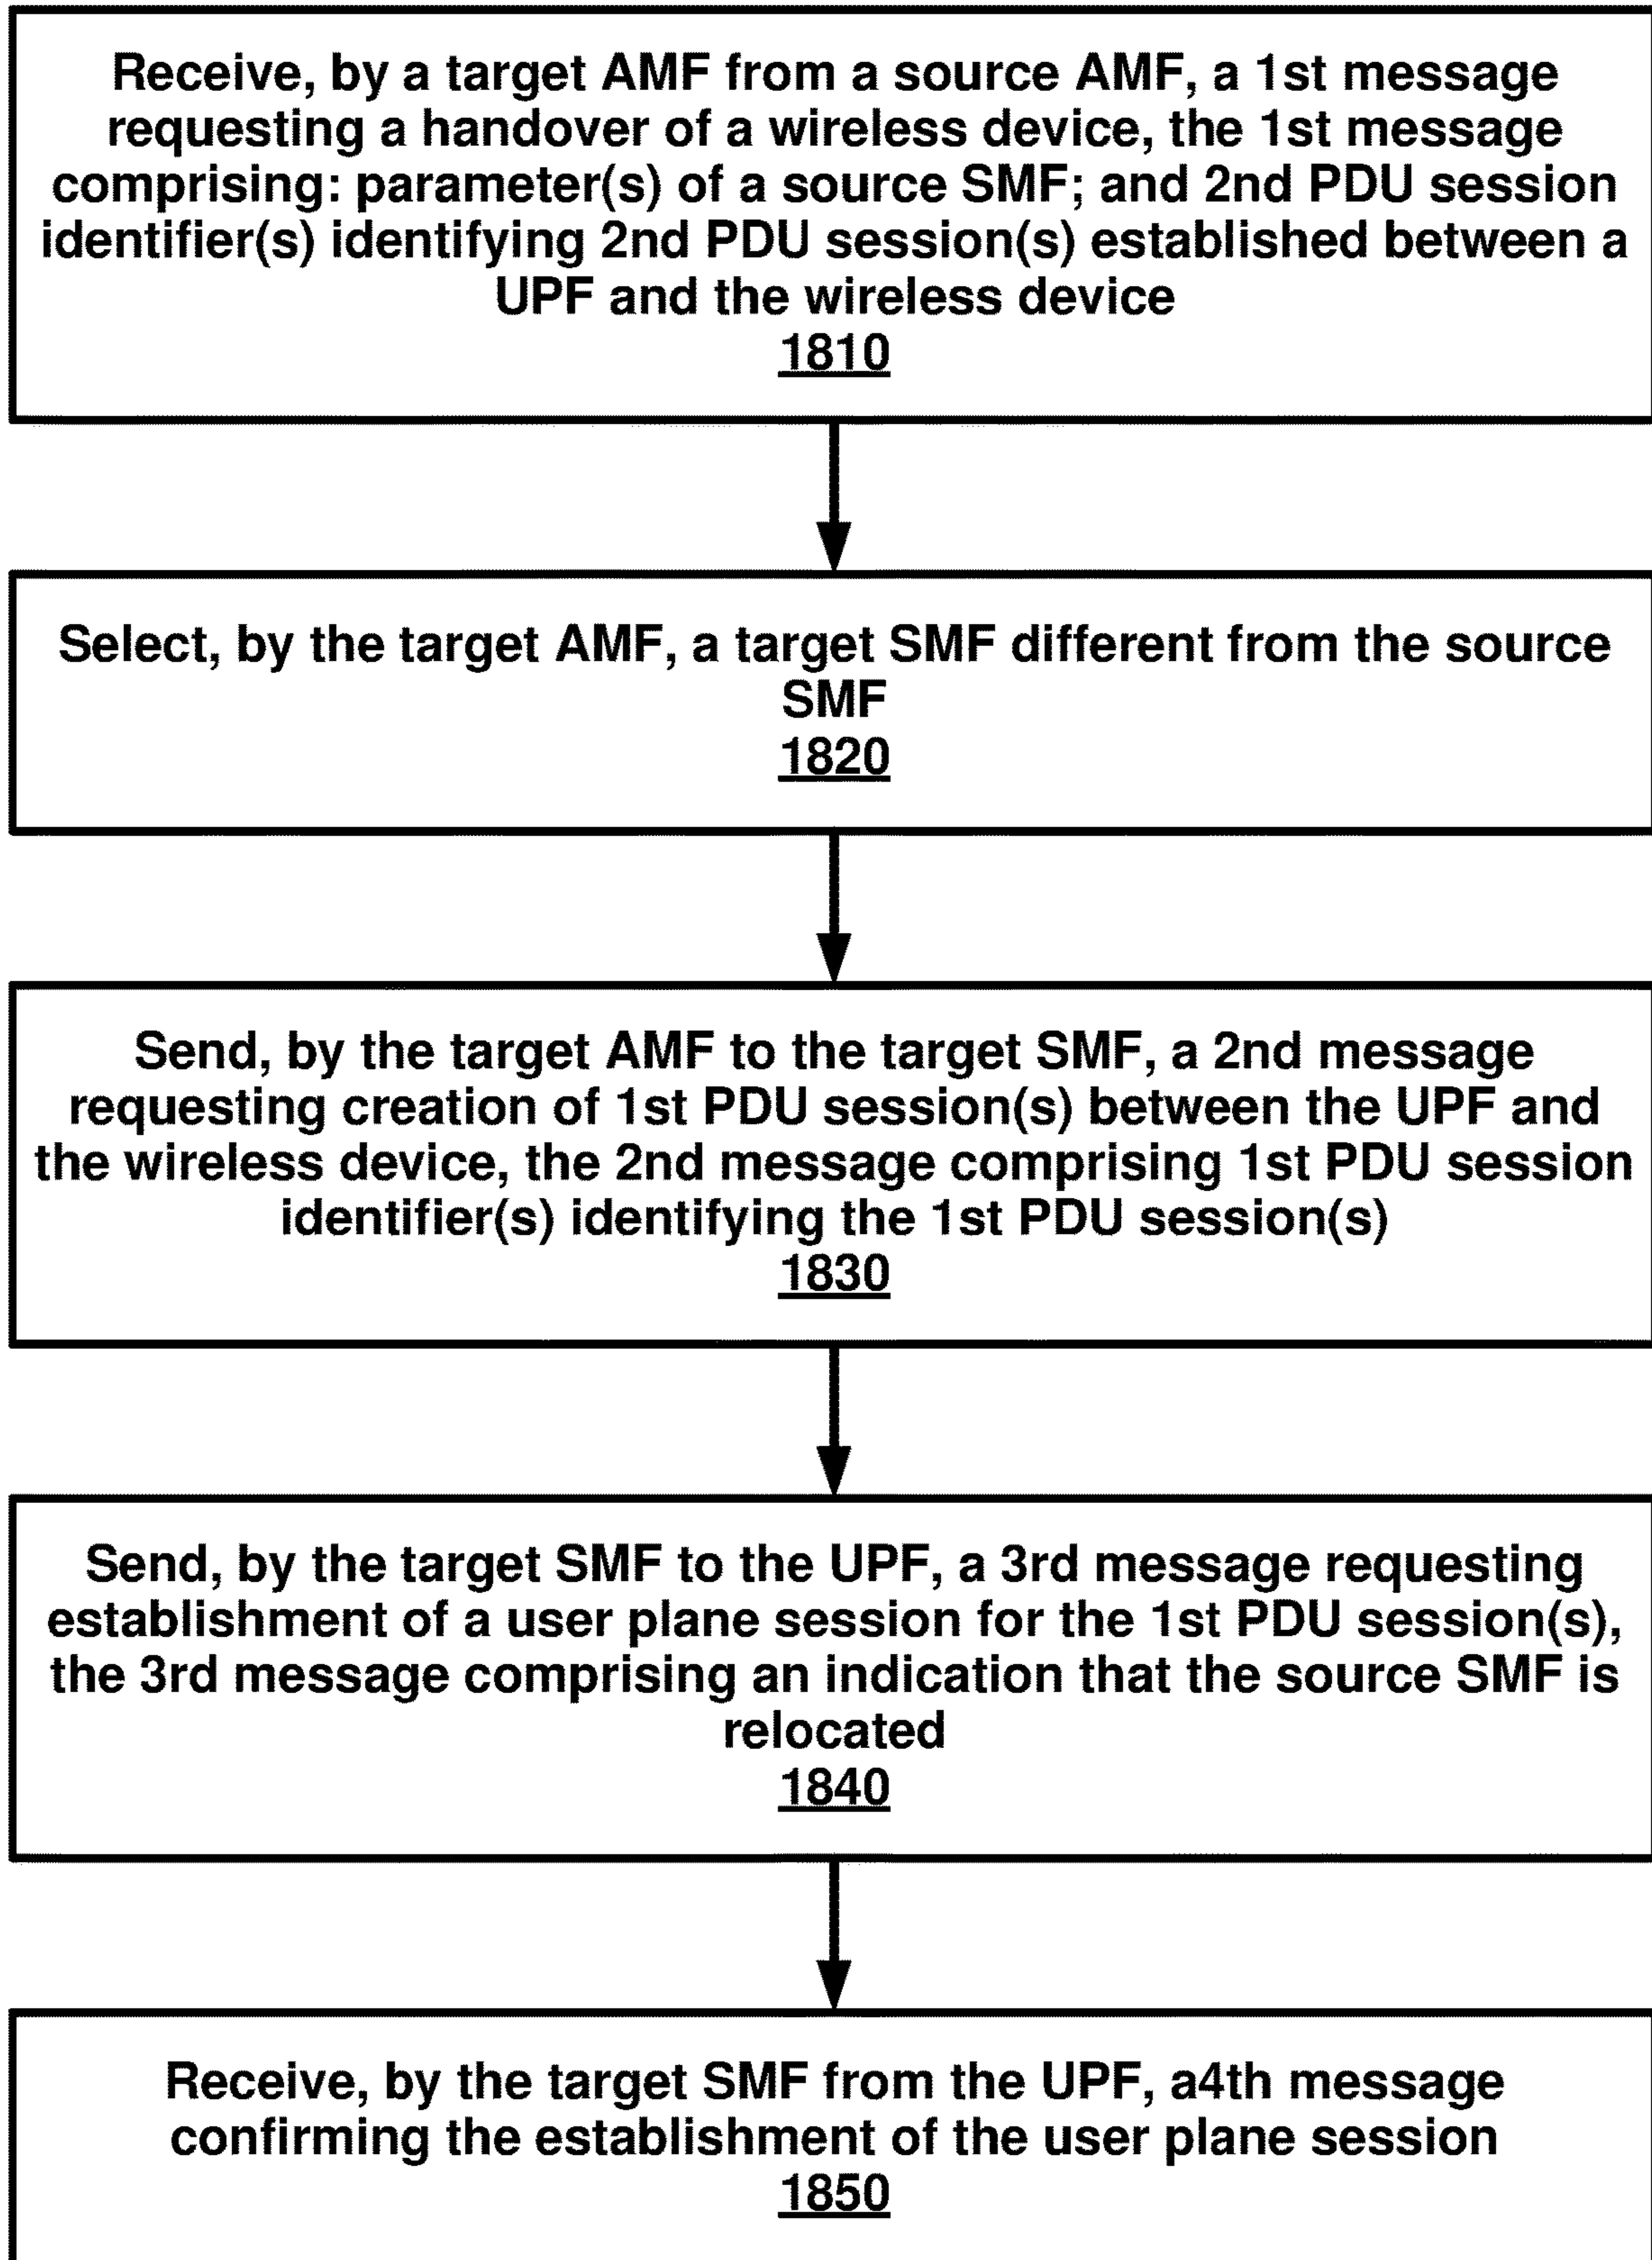 Receive, by a target AMF from a source AMF, a 1st message
requesting a handover of a wireless device, the 1st message
comprising: parameter(s) of a source SMF; and 2nd PDU session
identifier(s) identifying 2nd PDU session(s) established between a
UPF and the wireless device
1810
Select, by the target AMF, a target SMF different from the source
SMF
1820
Send, by the target AMF to the target SMF, a 2nd message
requesting creation of 1st PDU session(s) between the UPF and
the wireless device, the 2nd message comprising 1st PDU session
identifier(s) identifying the 1st PDU session(s)
1830
Send, by the target SMF to the UPF, a 3rd message requesting
establishment of a user plane session for the 1st PDU session(s),
the 3rd message comprising an indication that the source SMF is
relocated
1840
Receive, by the target SMF from the UPF, a4th message
confirming the establishment of the user plane session
1850